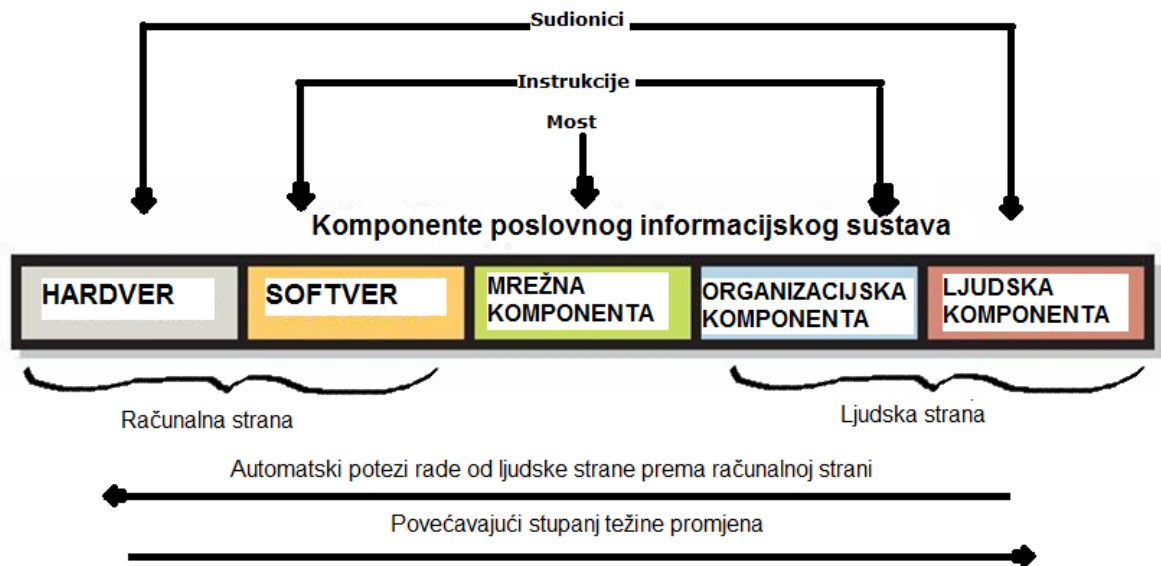 Sudionici
Instrukcije
Most
Komponente poslovnog informacijskog sustava
HARDVER
SOFTVER
MREŽNA
KOMPONENTA
ORGANIZACIJSKA
KOMPONENTA
LJUDSKA
KOMPONENTA
Računalna strana
Ljudska strana
Automatski potezi rade od ljudske strane prema računalnoj strani
Povećavajući stupanj težine promjena